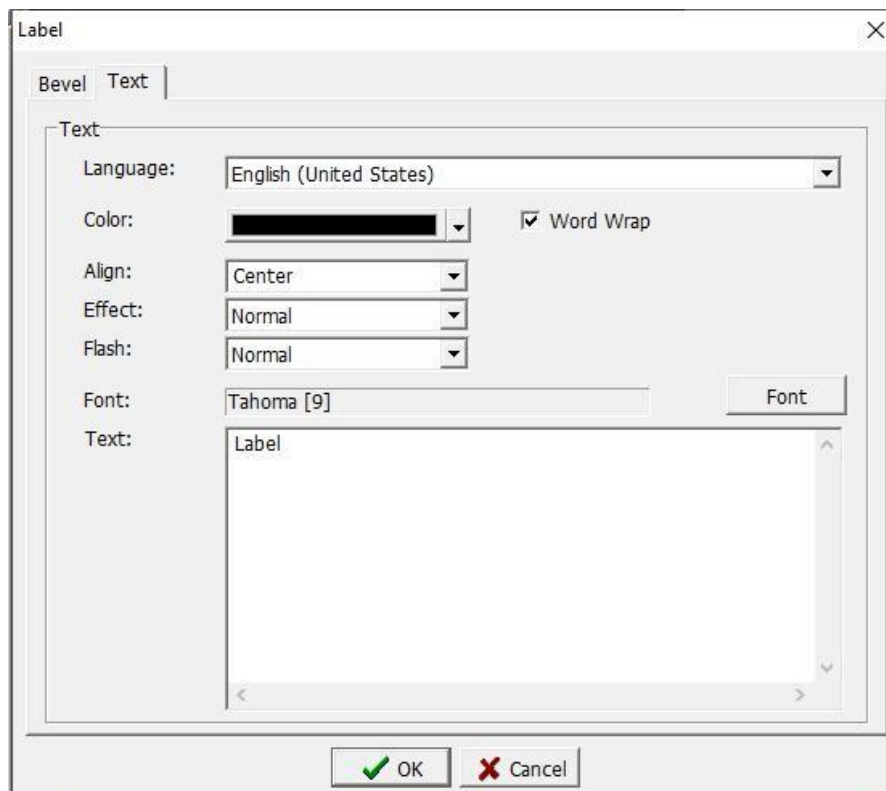 Label
Bevel Text
Text
Language: English (United States)
Color: Word Wrap
Align: Center
Effect: Normal
Flash: Normal
Font: Tahoma [9] Font
Text: Label
OK Cancel